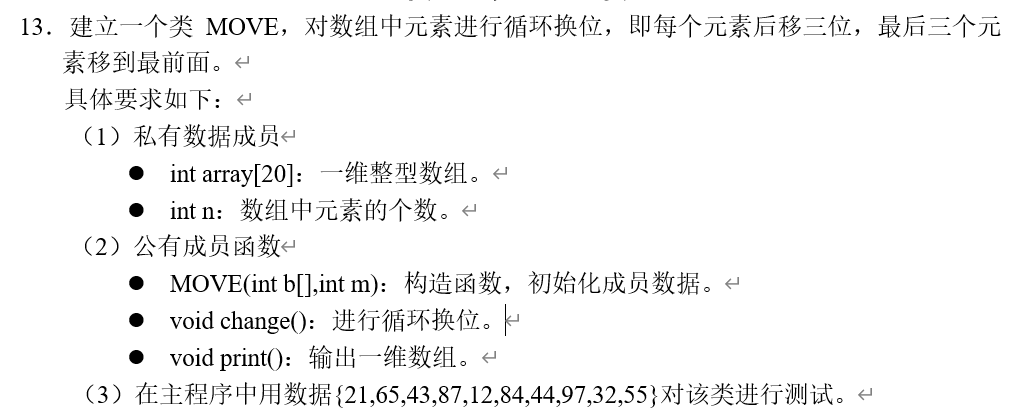 13．建立一个类 MOVE，对数组中元素进行循环换位，即每个元素后移三位，最后三个元
素移到最前面。
具体要求如下：
（1）私有数据成员
● int array[20]：一维整型数组。
● int n：数组中元素的个数。
（2）公有成员函数
● MOVE(int b[],int m)：构造函数，初始化成员数据。
● void change()：进行循环换位。
● void print()：输出一维数组。
（3）在主程序中用数据{21,65,43,87,12,84,44,97,32,55}对该类进行测试。